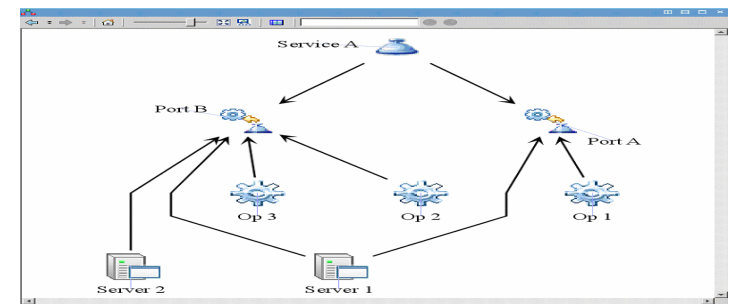 Service A
Port B
Port A
Op 3
Op 2
Op 1
Server 2
Server 1